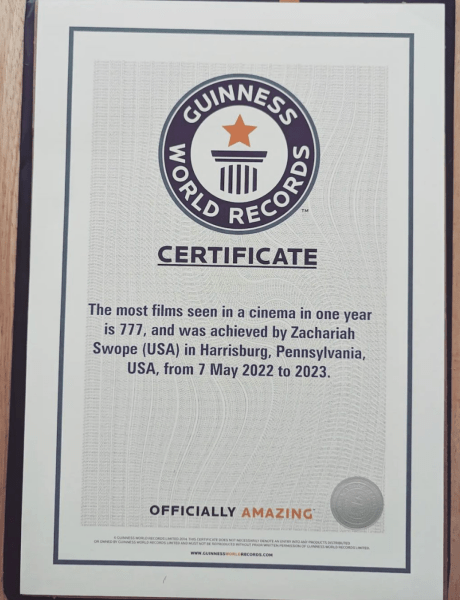 GUINNESS
WORLD RECORDS
™
CERTIFICATE
The most films seen in a cinema in one year
is 777, and was achieved by Zachariah
Swope (USA) in Harrisburg, Pennsylvania,
USA, from 7 May 2022 to 2023.
OFFICIALLY AMAZING
WWW.GUINNESSWORLDRECORDS.COM